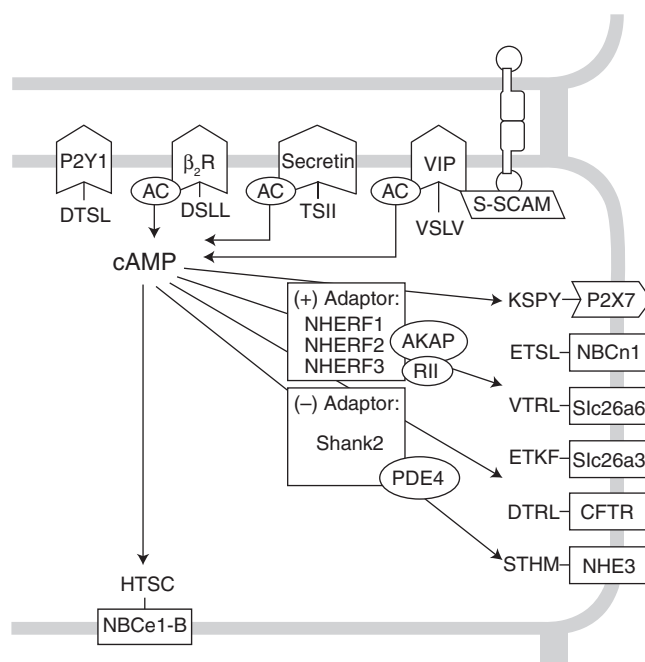 P2Y1
β2R
Secretin
VIP
AC
AC
AC
DTSL
DSLL
TSII
VSLV
S-SCAM
cAMP
(+) Adaptor:
NHERF1
NHERF2
NHERF3
AKAP
RII
(–) Adaptor:
Shank2
PDE4
KSPY
P2X7
ETSL
NBCn1
VTRL
Slc26a6
ETKF
Slc26a3
DTRL
CFTR
STHM
NHE3
HTSC
NBCe1-B